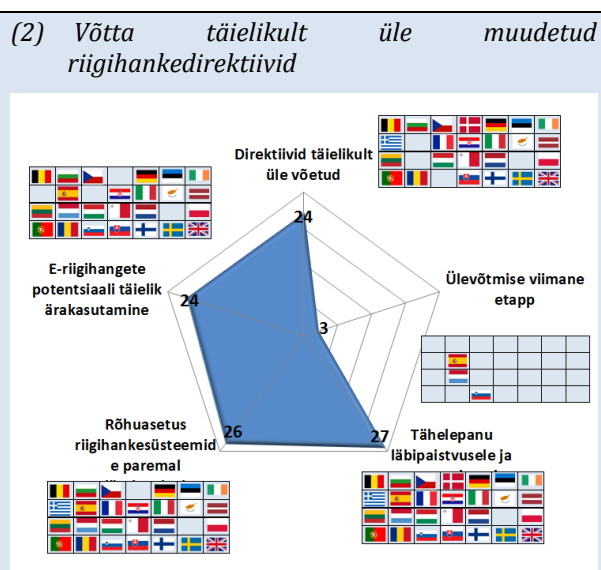 (2) Võtta täielikult üle muudetud
riigihankedirektiivid
Direktiivid täielikult
üle võetud
24
E-riigihangete
potentsiaali täielik
ärakasutamine
24
Ülevõtmise viimane
etapp
3
Rõhuasetus
riigihankesüsteemid
e paremal
26
27
Tähelepanu
läbipaistvusele ja